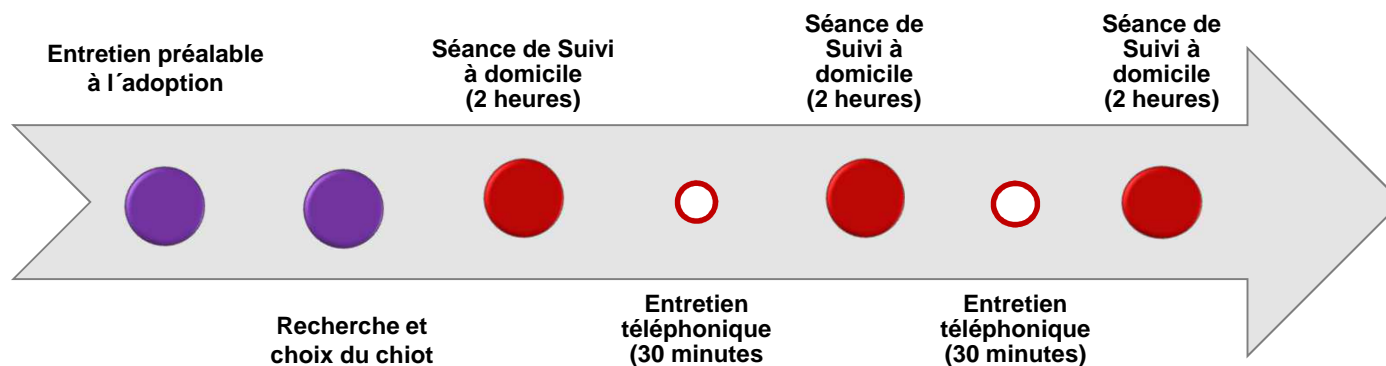 Entretien préalable
à l´adoption
Recherche et
choix du chiot
Séance de Suivi
à domicile
(2 heures)
Entretien
téléphonique
(30 minutes
Séance de
Suivi à
domicile
(2 heures)
Entretien
téléphonique
(30 minutes)
Séance de
Suivi à
domicile
(2 heures)